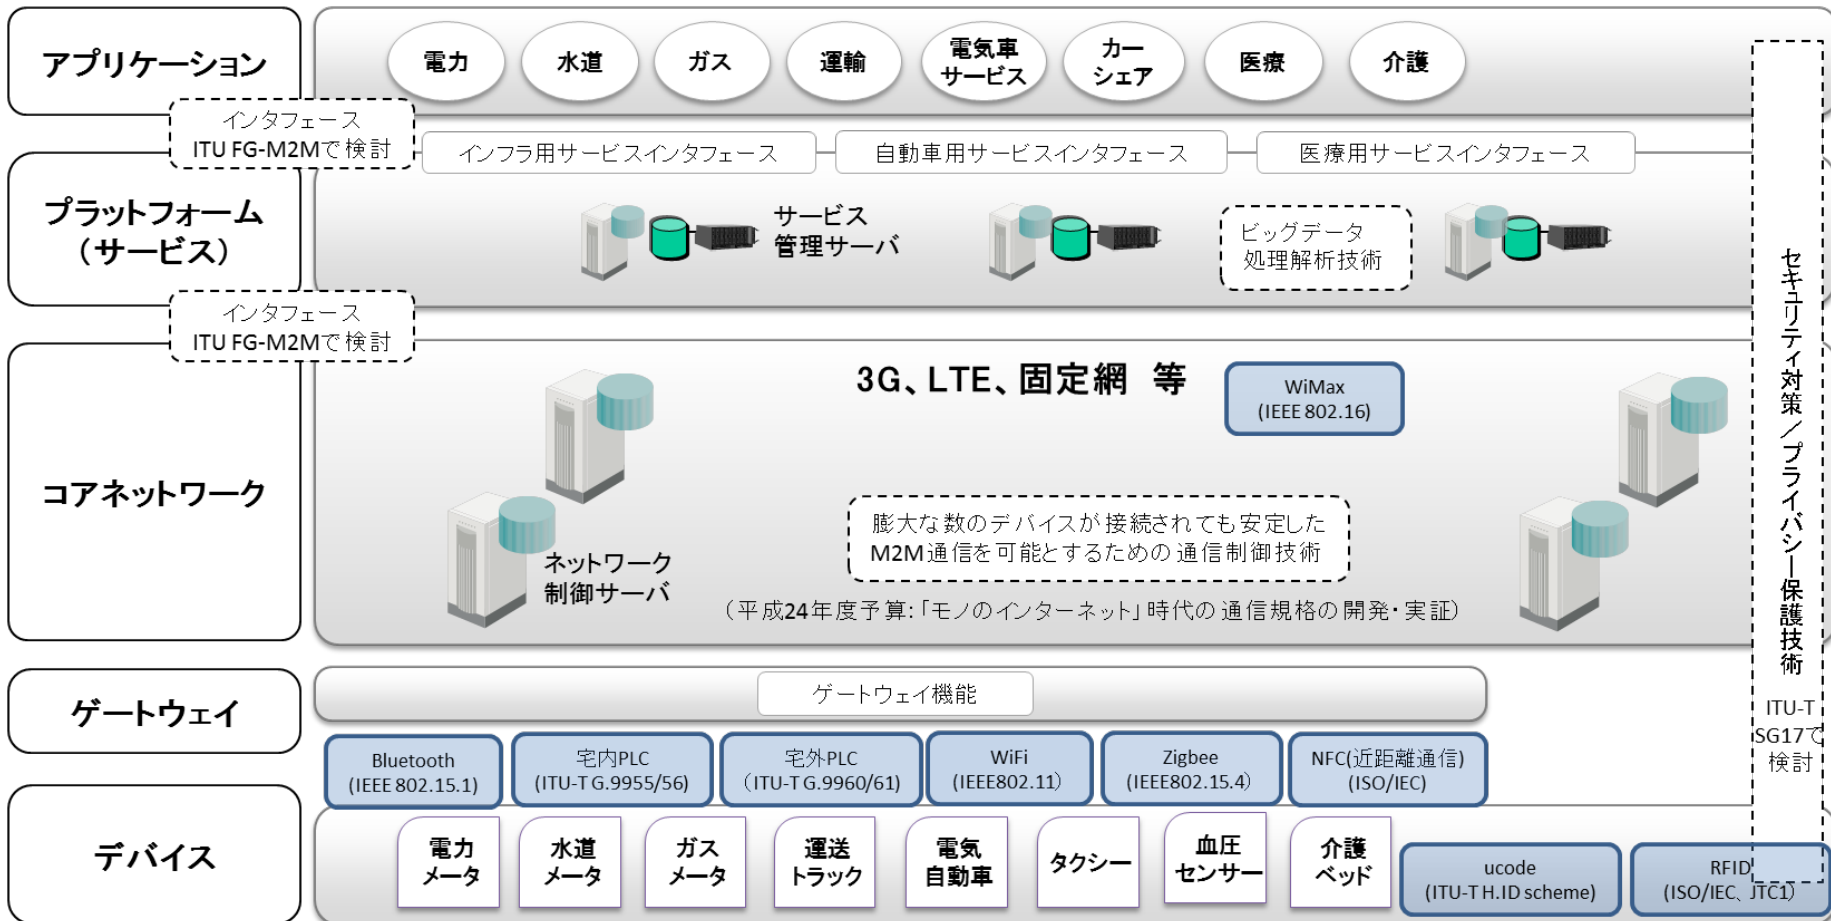 アプリケーション
電力
水道
ガス
運輸
電気車
サービス
カー
シェア
医療
介護
インタフェース
ITU FG-M2Mで検討
インフラ用サービスインタフェース
自動車用サービスインタフェース
医療用サービスインタフェース
プラットフォーム
（サービス）
サービス
管理サーバ
ビッグデータ
処理解析技術
インタフェース
ITU FG-M2Mで検討
コアネットワーク
3G、LTE、固定網 等
WiMax
(IEEE 802.16)
膨大な数のデバイスが接続されても安定した
M2M通信を可能とするための通信制御技術
ネットワーク
制御サーバ
（平成24年度予算：「モノのインターネット」時代の通信規格の開発・実証）
セキュリティ対策／プライバシー保護技術
ITU-T
SG17で
検討
ゲートウェイ
ゲートウェイ機能
Bluetooth
(IEEE 802.15.1)
宅内PLC
(ITU-T G.9955/56)
宅外PLC
（ITU-T G.9960/61)
WiFi
(IEEE802.11）
Zigbee
(IEEE802.15.4）
NFC(近距離通信)
(ISO/IEC)
デバイス
電力
メータ
水道
メータ
ガス
メータ
運送
トラック
電気
自動車
タクシー
血圧
センサー
介護
ベッド
ucode
(ITU-T H.ID scheme)
RFID
(ISO/IEC、JTC1)